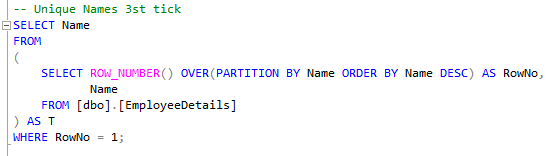 -- Unique Names 3st tick
SELECT Name
FROM
(
    SELECT ROW_NUMBER() OVER(PARTITION BY Name ORDER BY Name DESC) AS RowNo,
           Name
    FROM [dbo].[EmployeeDetails]
) AS T
WHERE RowNo = 1;